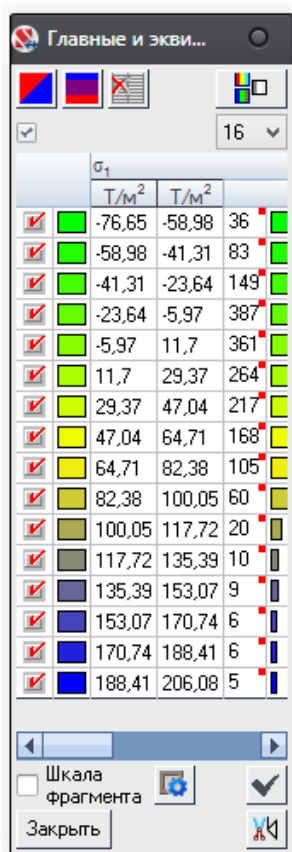 Главные и экви...
16
σ1
Т/м2 Т/м2
-76,65 -58,98 36
-58,98 -41,31 83
-41,31 -23,64 149
-23,64 -5,97 387
-5,97 11,7 361
11,7 29,37 264
29,37 47,04 217
47,04 64,71 168
64,71 82,38 105
82,38 100,05 60
100,05 117,72 20
117,72 135,39 10
135,39 153,07 9
153,07 170,74 6
170,74 188,41 6
188,41 206,08 5
Шкала
фрагмента
Закрыть